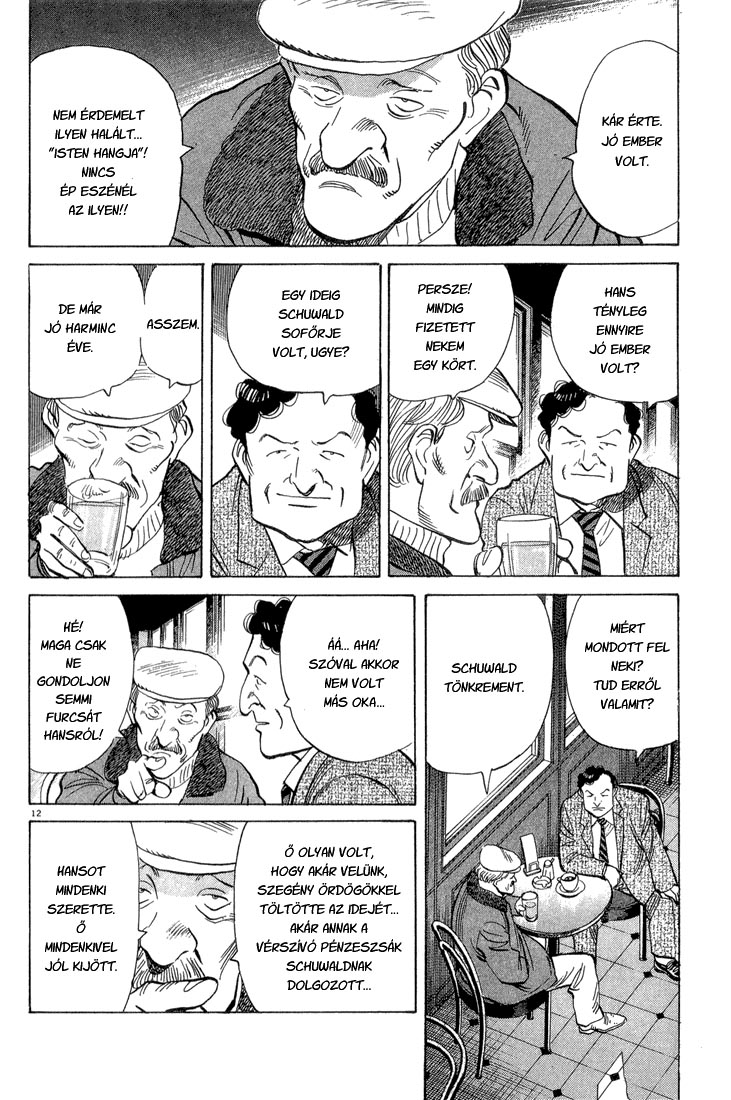 KÁR ÉRTE.
JÓ EMBER
VOLT.
NEM ÉRDEMELT
ILYEN HALÁLT...
"ISTEN HANGJA"!
NINCS
ÉP ESZÉNÉL
AZ ILYEN!!
HANS
TÉNYLEG
ENNYIRE
JÓ EMBER
VOLT?
PERSZE!
MINDIG
FIZETETT
NEKEM
EGY KÖRT.
EGY IDEIG
SCHUWALD
SOFŐRJE
VOLT, UGYE?
ASSZEM.
DE MÁR
JÓ HARMINC
ÉVE.
MIÉRT
MONDOTT FEL
NEKI?
TUD ERRŐL
VALAMIT?
SCHUWALD
TÖNKREMENT.
ÁÁ... AHA!
SZÓVAL AKKOR
NEM VOLT
MÁS OKA...
HÉ!
MAGA CSAK
NE
GONDOLJON
SEMMI
FURCSÁT
HANSRÓL!
12
Ő OLYAN VOLT,
HOGY AKÁR VELÜNK,
SZEGÉNY ÖRDÖGÖKKEL
TÖLTÖTTE AZ IDEJÉT...
AKÁR ANNAK A
VÉRSZÍVÓ PÉNZESZSÁK
SCHUWALDNAK
DOLGOZOTT...
HANSOT
MINDENKI
SZERETTE.
Ő
MINDENKIVEL
JÓL KIJÖTT.